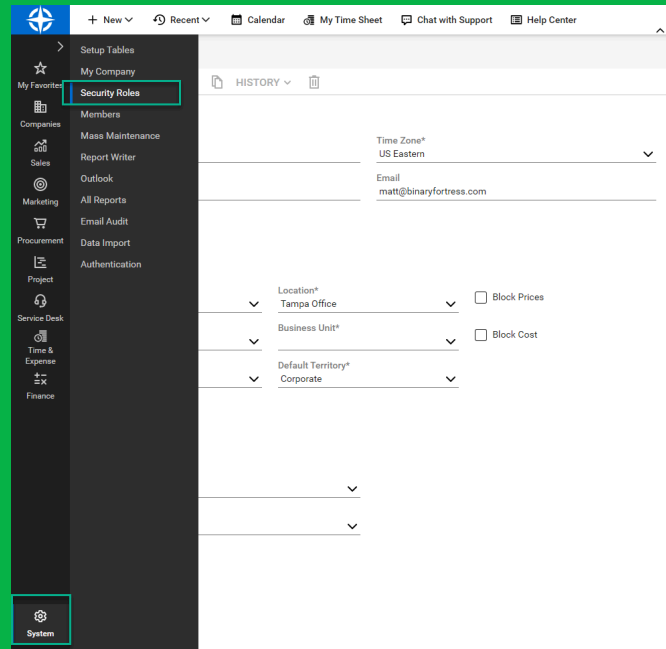 New
Recent
Calendar
My Time Sheet
Chat with Support
Help Center
My Favorites
Companies
Sales
Marketing
Procurement
Project
Service Desk
Time &
Expense
Finance
System
Setup Tables
My Company
Security Roles
Members
Mass Maintenance
Report Writer
Outlook
All Reports
Email Audit
Data Import
Authentication
HISTORY
Time Zone*
US Eastern
Email
matt@binaryfortress.com
Location*
Tampa Office
Block Prices
Business Unit*
Block Cost
Default Territory*
Corporate